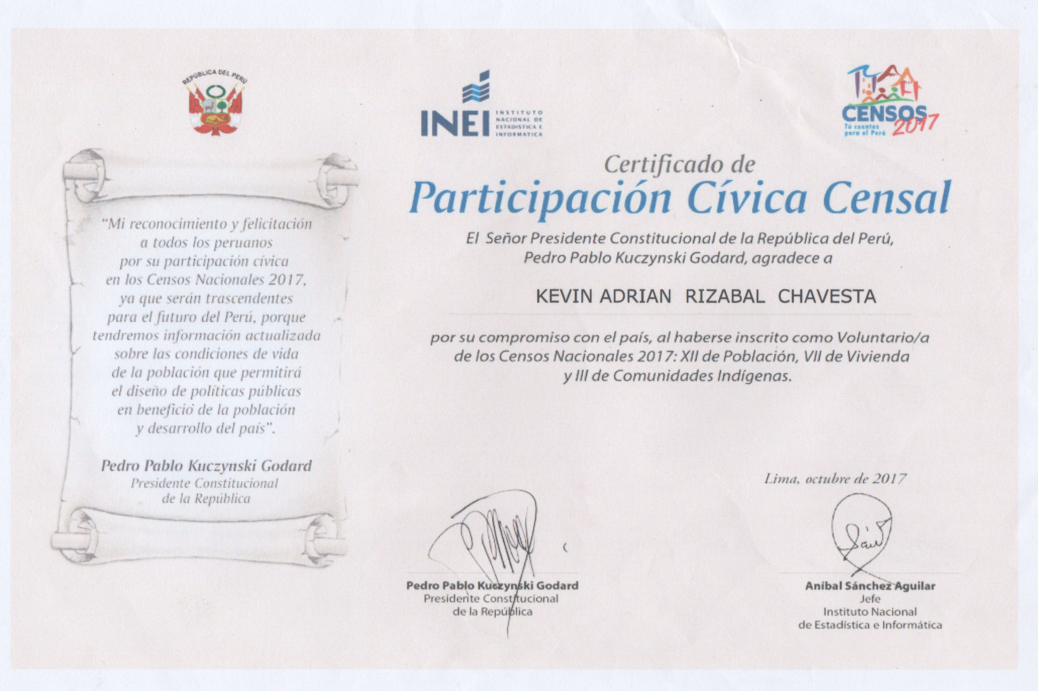 REPÚBLICA DEL PERÚ
INEI
INSTITUTO
NACIONAL DE
ESTADÍSTICA E
INFORMÁTICA
CENSOS
2017
Tú cuentas
para el Perú
"Mi reconocimiento y felicitación
a todos los peruanos
por su participación cívica
en los Censos Nacionales 2017,
ya que serán trascendentes
para el futuro del Perú, porque
tendremos información actualizada
sobre las condiciones de vida
de la población que permitirá
el diseño de políticas públicas
en beneficio de la población
y desarrollo del país".
Pedro Pablo Kuczynski Godard
Presidente Constitucional
de la República
Certificado de
Participación Cívica Censal
El Señor Presidente Constitucional de la República del Perú,
Pedro Pablo Kuczynski Godard, agradece a
KEVIN ADRIAN RIZABAL CHAVESTA
por su compromiso con el país, al haberse inscrito como Voluntario/a
de los Censos Nacionales 2017: XII de Población, VII de Vivienda
y III de Comunidades Indígenas.
Lima, octubre de 2017
Pedro Pablo Kuczynski Godard
Presidente Constitucional
de la República
Aníbal Sánchez Aguilar
Jefe
Instituto Nacional
de Estadística e Informática